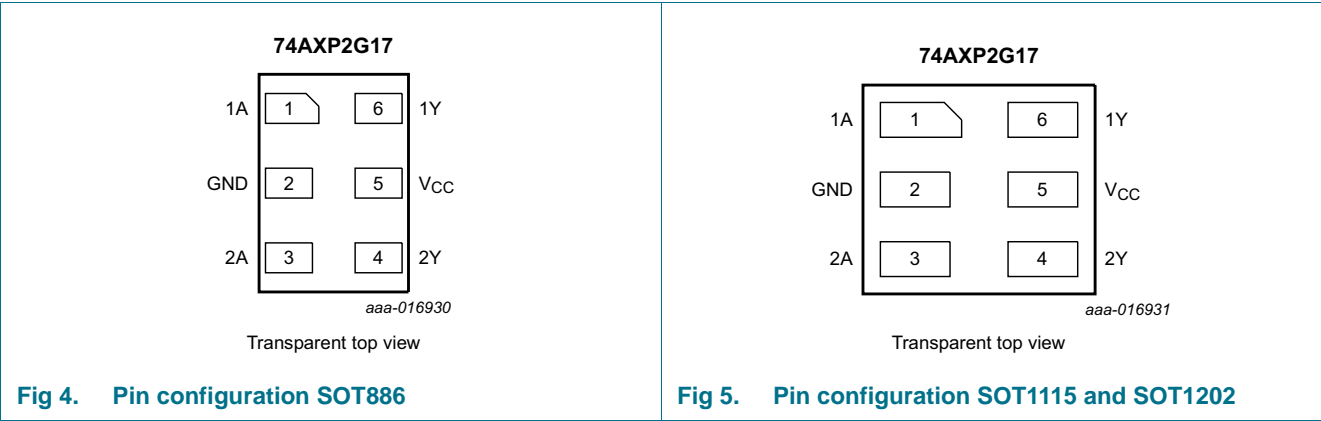 74AXP2G17
1A 1 6 1Y
GND 2 5 VCC
2A 3 4 2Y
aaa-016930
Transparent top view
Fig 4. Pin configuration SOT886
74AXP2G17
1A 1 6 1Y
GND 2 5 VCC
2A 3 4 2Y
aaa-016931
Transparent top view
Fig 5. Pin configuration SOT1115 and SOT1202